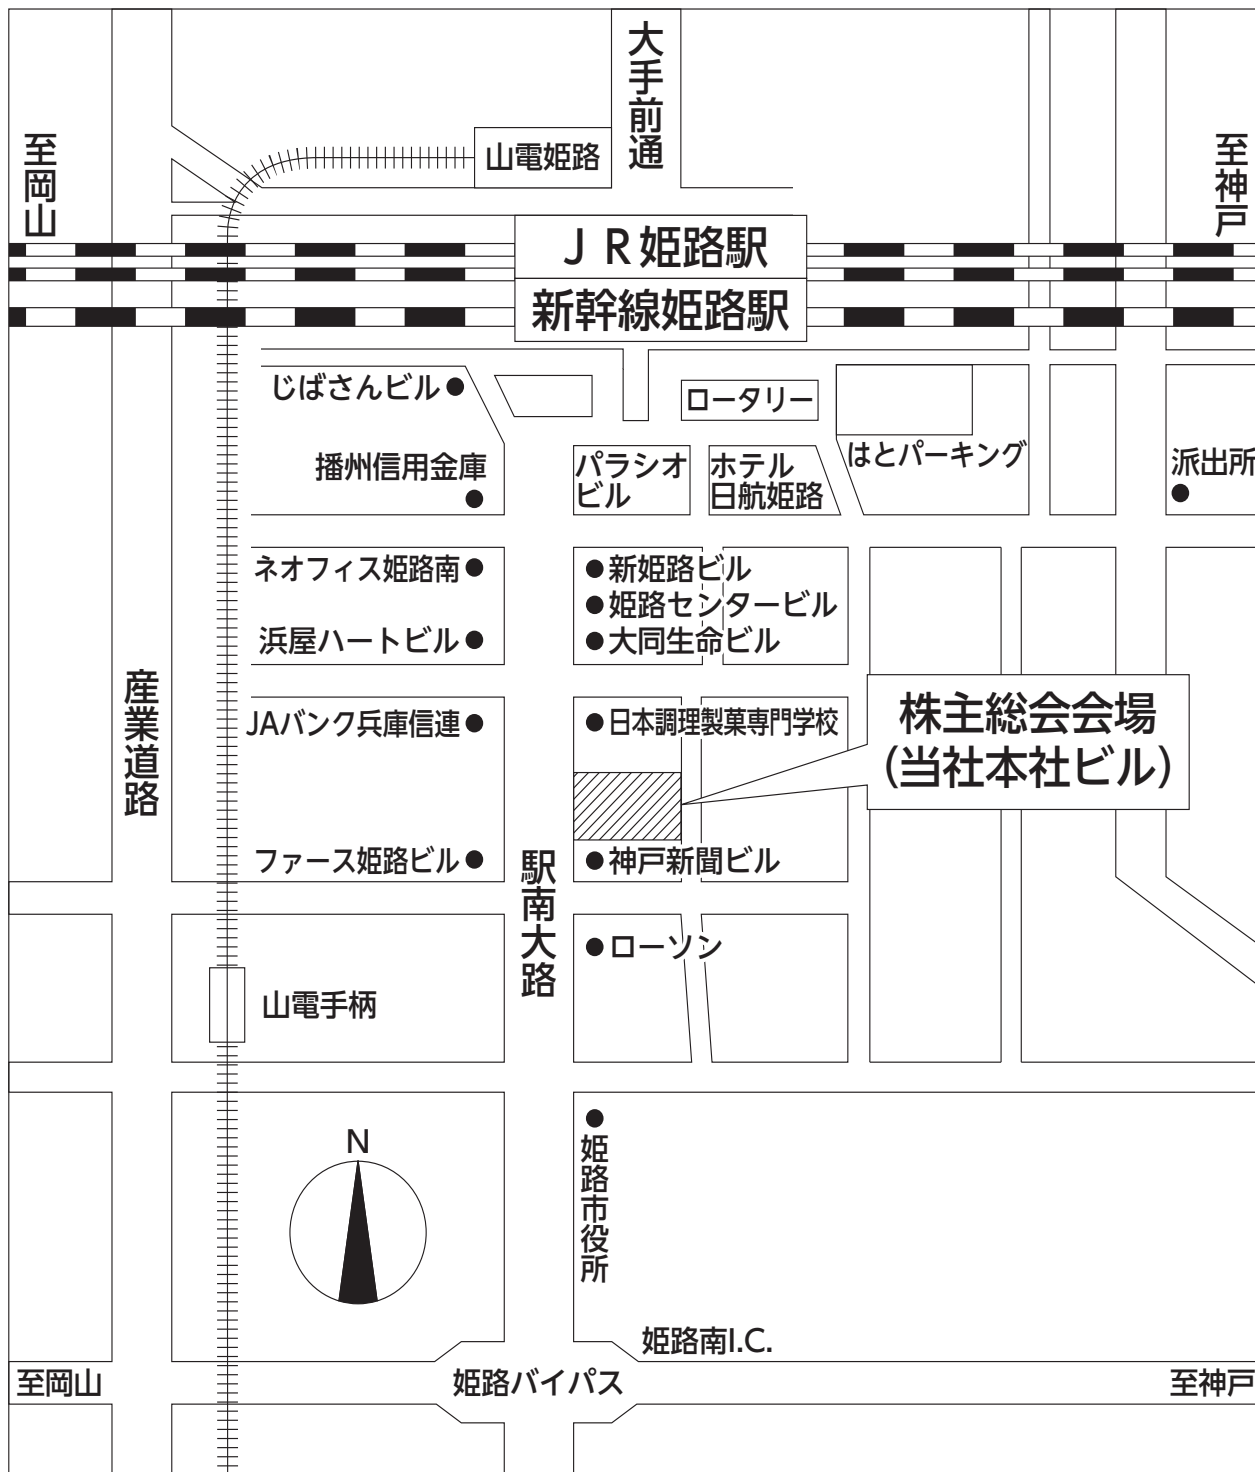 大手前通
至岡山
山電姫路
至神戸
ＪＲ姫路駅
新幹線姫路駅
じばさんビル
ロータリー
播州信用金庫
パラシオ
ビル
ホテル
日航姫路
はとパーキング
派出所
ネオフィス姫路南
新姫路ビル
姫路センタービル
浜屋ハートビル
大同生命ビル
産業道路
JAバンク兵庫信連
日本調理製菓専門学校
株主総会会場
(当社本社ビル)
ファース姫路ビル
駅南大路
神戸新聞ビル
ローソン
山電手柄
N
姫路市役所
姫路南I.C.
至岡山
姫路バイパス
至神戸